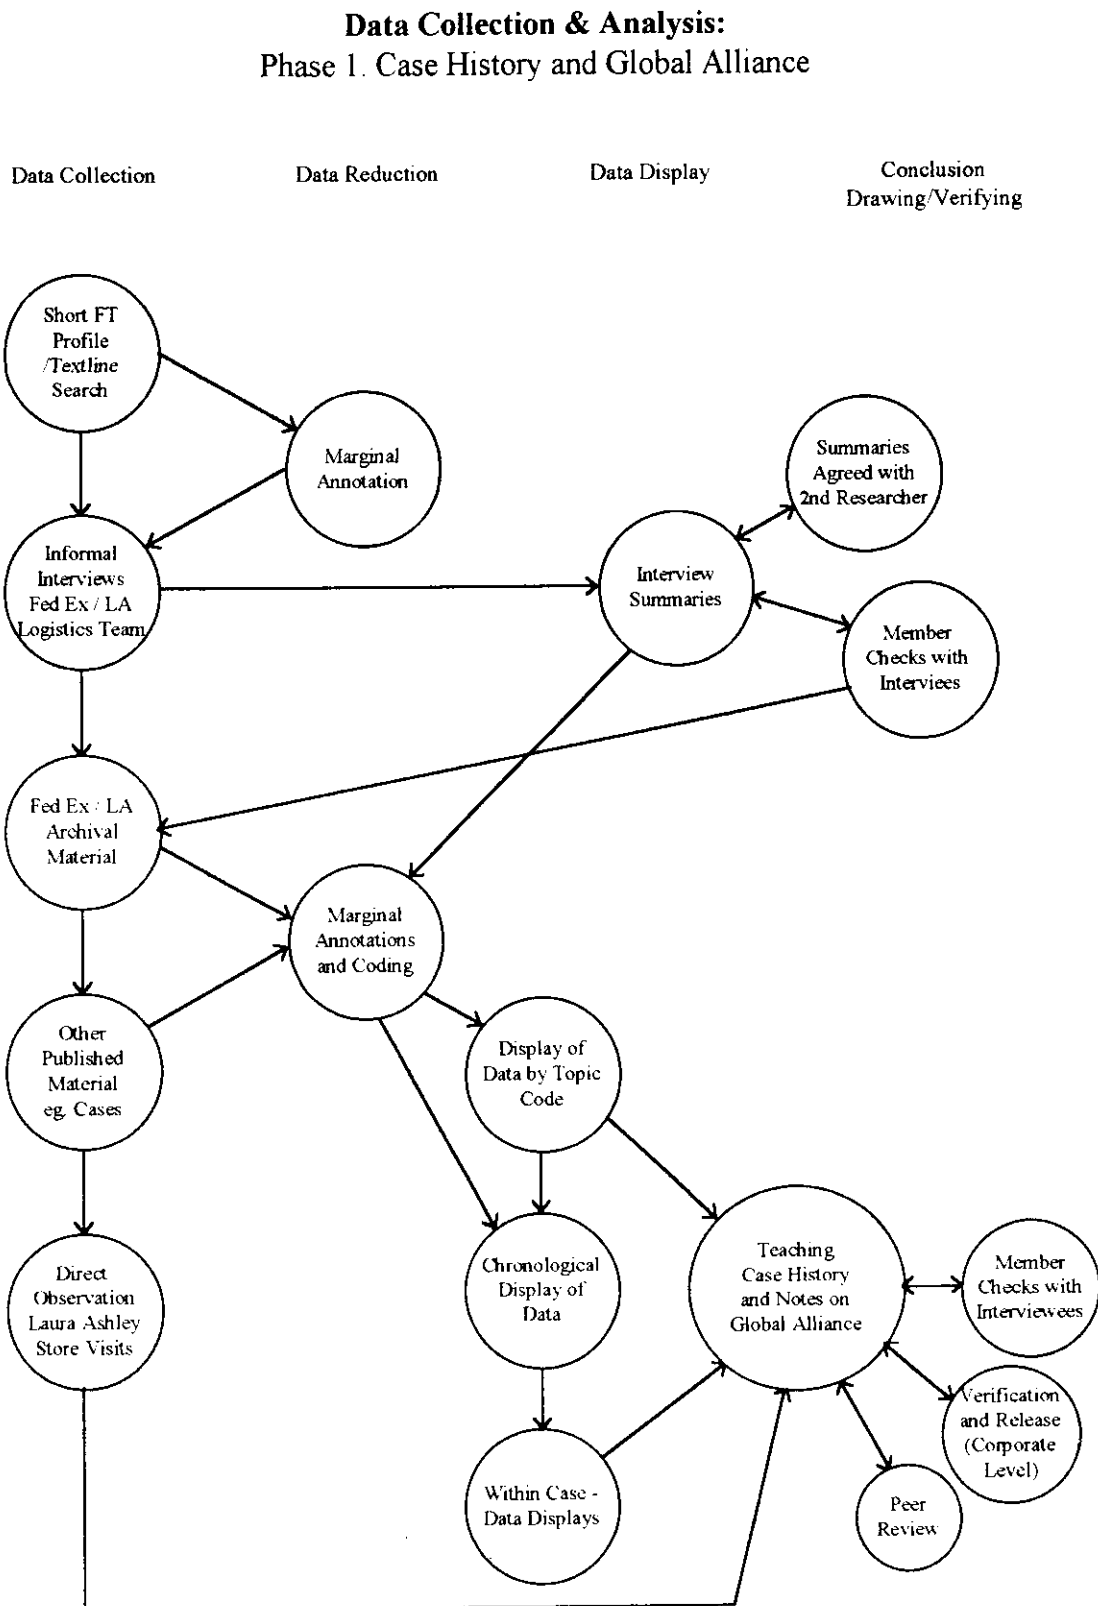 Data Collection & Analysis:
Phase 1. Case History and Global Alliance
Data Collection
Data Reduction
Data Display
Conclusion
Drawing/Verifying
Short FT
Profile
/Textline
Search
Marginal
Annotation
Summaries
Agreed with
2nd Researcher
Informal
Interviews
Fed Ex / LA
Logistics Team
Interview
Summaries
Member
Checks with
Interviees
Fed Ex / LA
Archival
Material
Marginal
Annotations
and Coding
Other
Published
Material
eg. Cases
Display of
Data by Topic
Code
Direct
Observation
Laura Ashley
Store Visits
Chronological
Display of
Data
Teaching
Case History
and Notes on
Global Alliance
Member
Checks with
Interviewees
Verification
and Release
(Corporate
Level)
Within Case -
Data Displays
Peer
Review